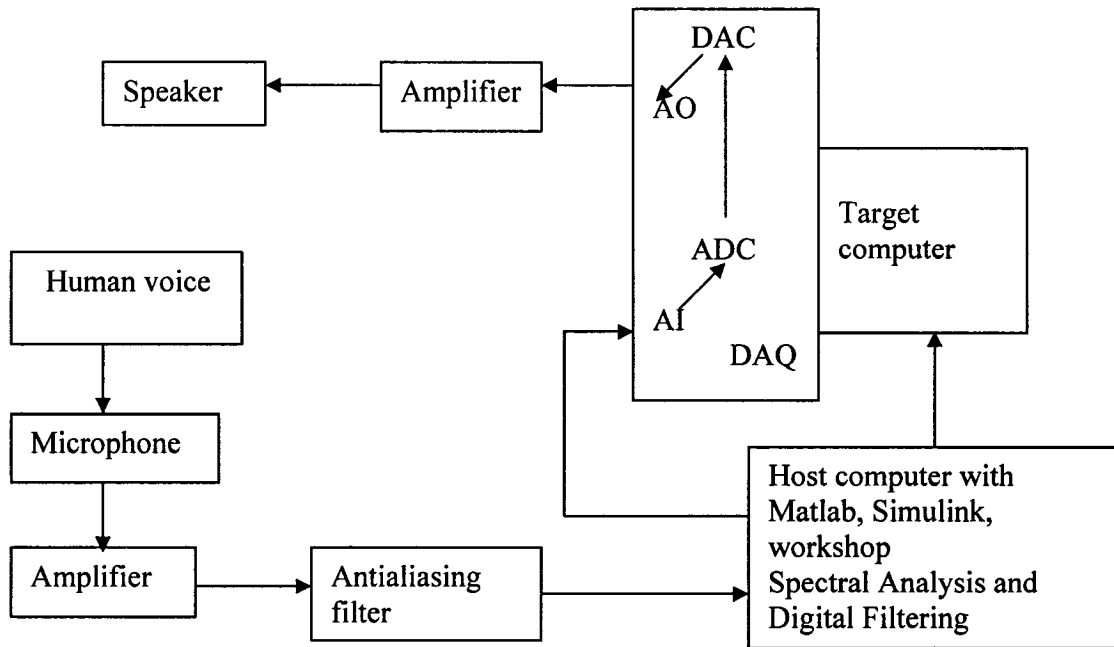 DAC
Speaker
Amplifier
AO
Target
computer
ADC
Human voice
AI
DAQ
Microphone
Host computer with
Matlab, Simulink,
workshop
Spectral Analysis and
Digital Filtering
Amplifier
Antialiasing
filter